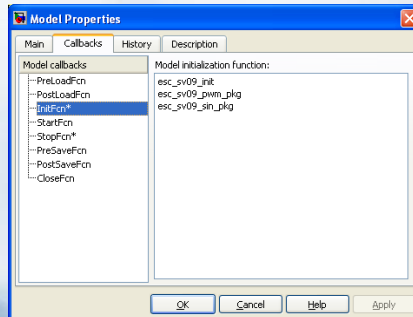 Model Properties
Main Callbacks History Description
Model callbacks
PreLoadFcn
PostLoadFcn
InitFcn*
StartFcn
StopFcn*
PreSaveFcn
PostSaveFcn
CloseFcn
Model initialization function:
esc_sv09_init
esc_sv09_pwm_pkg
esc_sv09_sin_pkg
OK Cancel Help Apply